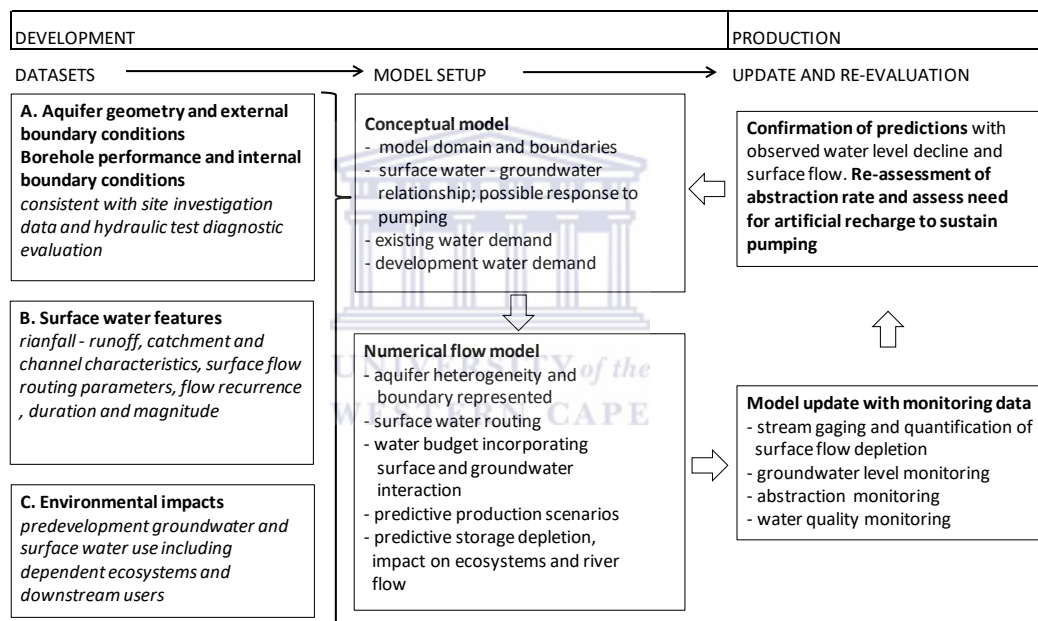 DEVELOPMENT
PRODUCTION
DATASETS
MODEL SETUP
UPDATE AND RE-EVALUATION
A. Aquifer geometry and external
boundary conditions
Borehole performance and internal
boundary conditions
consistent with site investigation
data and hydraulic test diagnostic
evaluation
B. Surface water features
rianfall - runoff, catchment and
channel characteristics, surface flow
routing parameters, flow recurrence
, duration and magnitude
C. Environmental impacts
predevelopment groundwater and
surface water use including
dependent ecosystems and
downstream users
Conceptual model
- model domain and boundaries
- surface water - groundwater
relationship; possible response to
pumping
- existing water demand
- development water demand
Numerical flow model
- aquifer heterogeneity and
boundary represented
- surface water routing
- water budget incorporating
surface and groundwater
interaction
- predictive production scenarios
- predictive storage depletion,
impact on ecosystems and river
flow
Confirmation of predictions with
observed water level decline and
surface flow. Re-assessment of
abstraction rate and assess need
for artificial recharge to sustain
pumping
Model update with monitoring data
- stream gaging and quantification of
surface flow depletion
- groundwater level monitoring
- abstraction monitoring
- water quality monitoring
UNIVERSITY of the
WESTERN CAPE